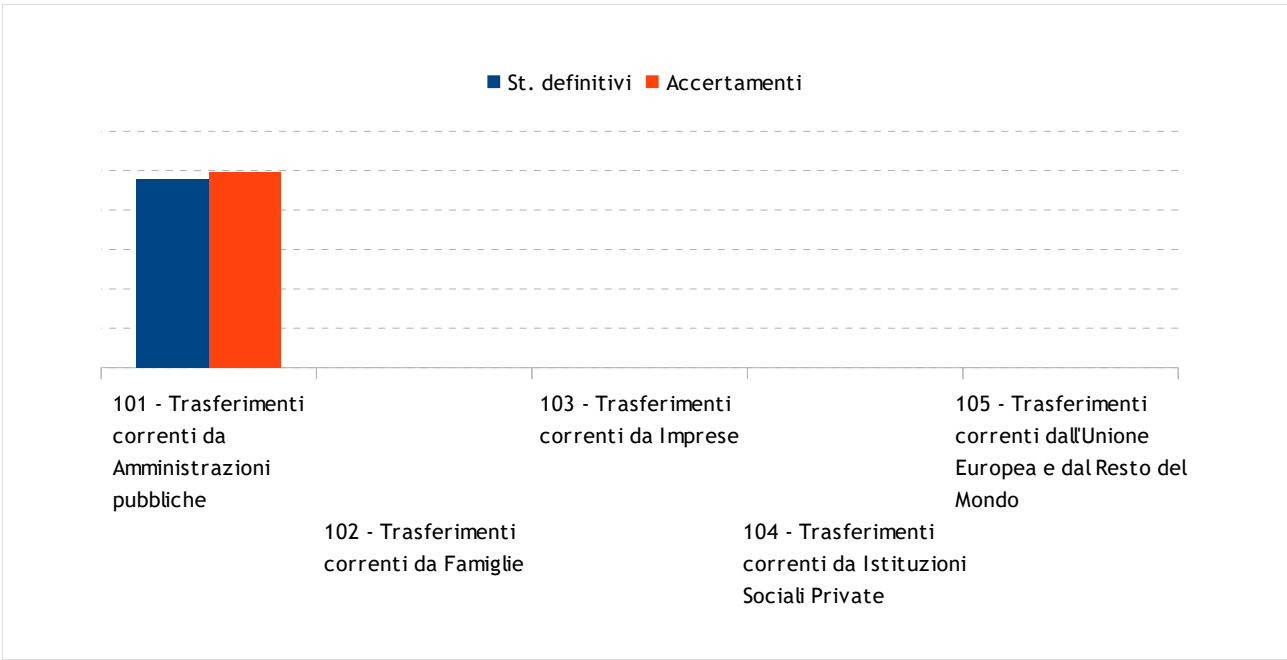 St. definitivi Accertamenti
101 - Trasferimenti
correnti da
Amministrazioni
pubbliche
102 - Trasferimenti
correnti da Famiglie
103 - Trasferimenti
correnti da Imprese
104 - Trasferimenti
correnti da Istituzioni
Sociali Private
105 - Trasferimenti
correnti dall'Unione
Europea e dal Resto del
Mondo